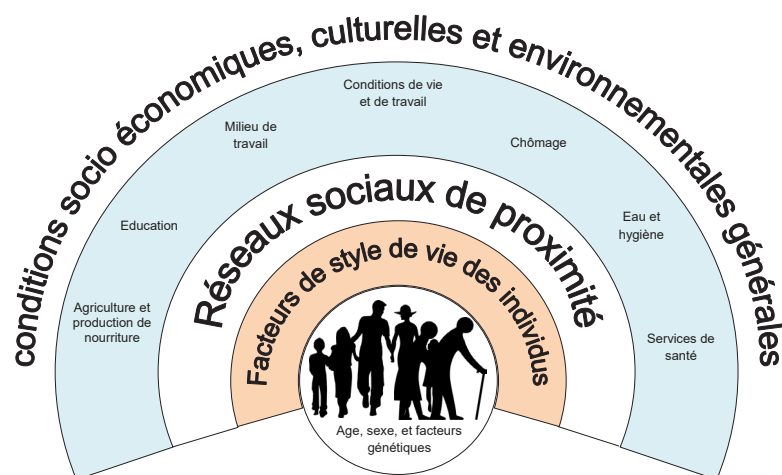 conditions socio économiques, culturelles et environnementales générales
Conditions de vie
et de travail
Milieu de
travail
Chômage
Education
Eau et
hygiène
Agriculture et
production de
nourriture
Services de
santé
Réseaux sociaux de proximité
Facteurs de style de vie des individus
Age, sexe, et facteurs
génétiques